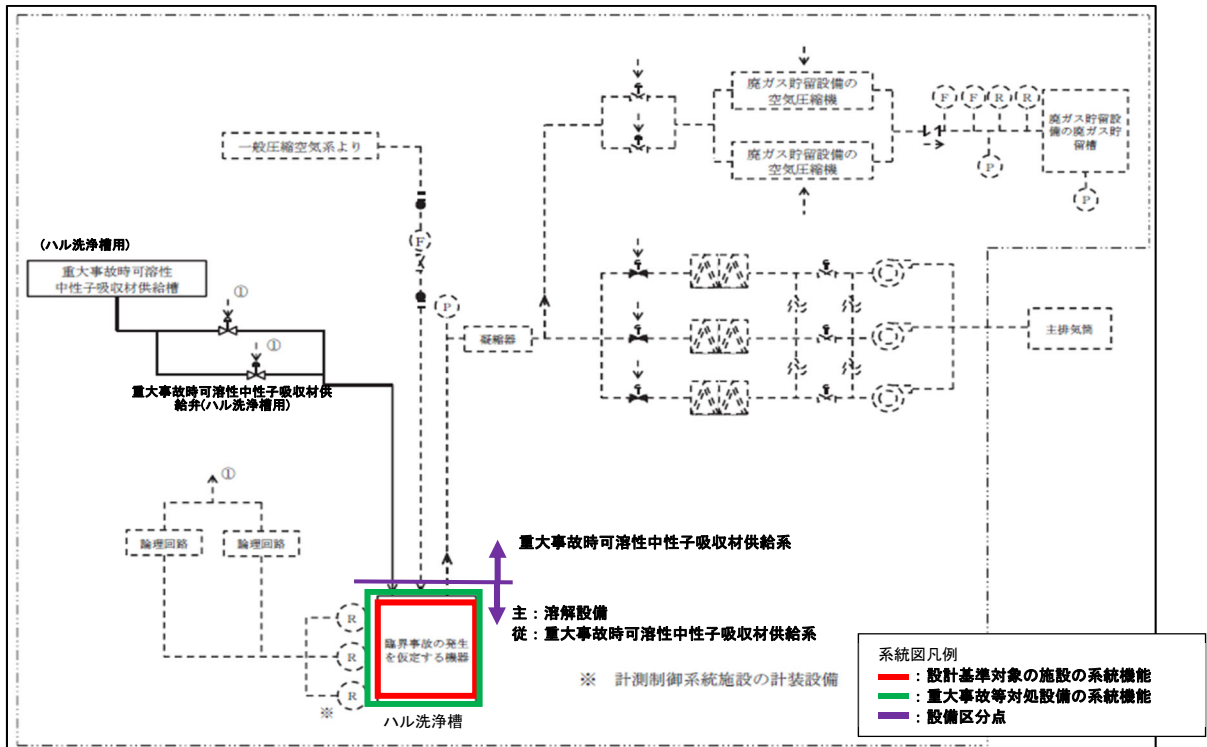 廃ガス貯留設備の
空気圧縮機
F
F
R
R
廃ガス貯留設
備の廃ガス貯
留槽
一般圧縮空気系より
廃ガス貯留設備の
空気圧縮機
P
P
F
(ハル洗浄槽用)
重大事故時可溶性
中性子吸収材供給槽
①
P
凝縮器
主排気筒
①
重大事故時可溶性中性子吸収材供
給弁(ハル洗浄槽用)
①
論理回路
論理回路
重大事故時可溶性中性子吸収材供給系
R
臨界事故の発生
を仮定する機器
主：溶解設備
従：重大事故時可溶性中性子吸収材供給系
R
R
※
※ 計測制御系統施設の計装設備
ハル洗浄槽
系統図凡例
：設計基準対象の施設の系統機能
：重大事故等対処設備の系統機能
：設備区分点